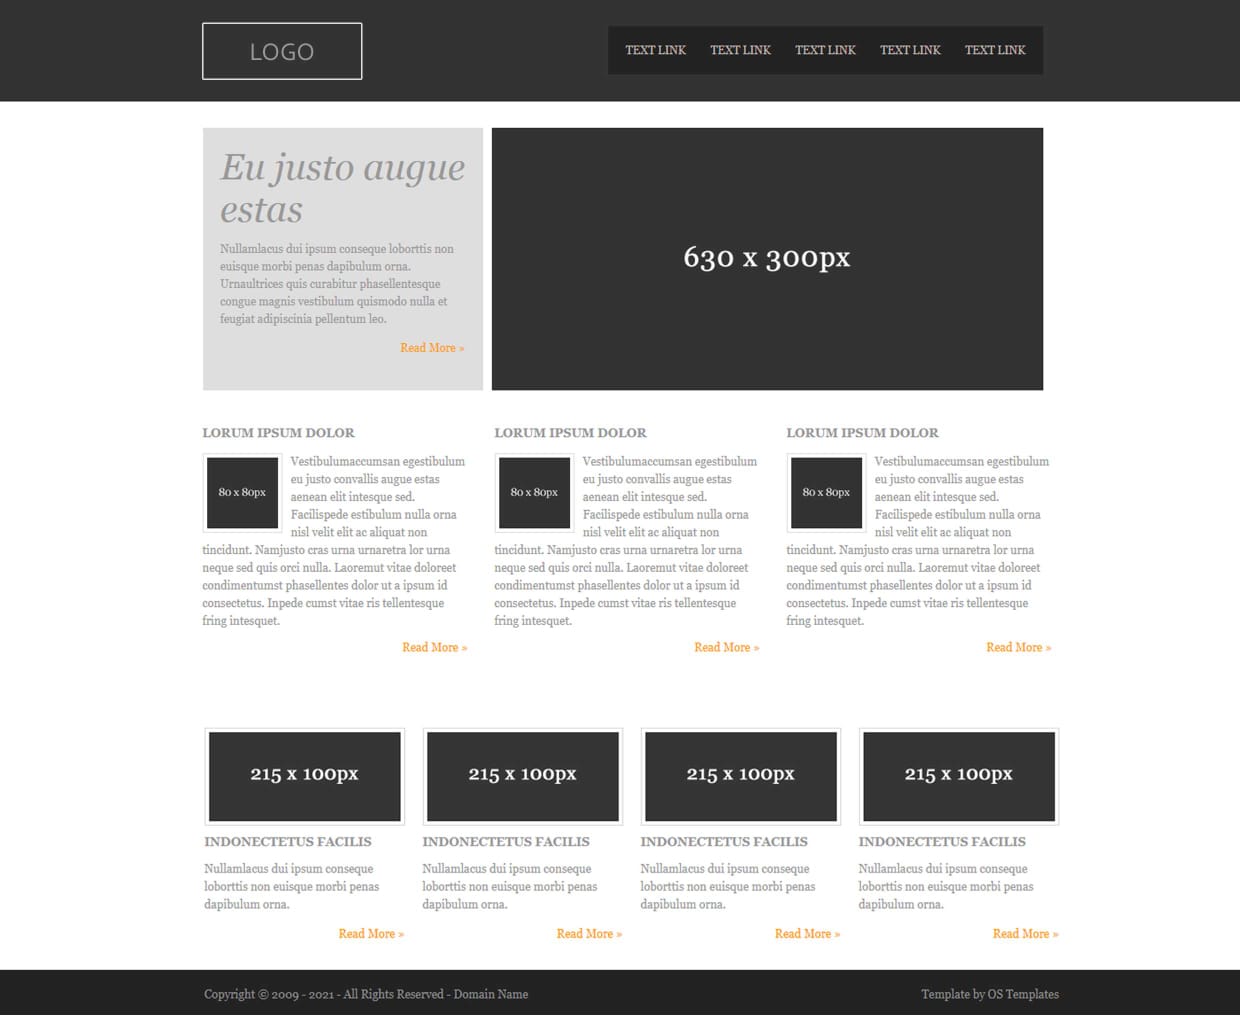 LOGO
TEXT LINK TEXT LINK TEXT LINK TEXT LINK TEXT LINK
Eu justo augue
estas
Nullamlacus dui ipsum conseque loborttis non
euisque morbi penas dapibulum orna.
Urnaultrices quis curabitur phasellentesque
congue magnis vestibulum quismodo nulla et
feugiat adipiscinia pellentum leo.
Read More »
630 x 300px
LORUM IPSUM DOLOR
80 x 80px
Vestibulumaccumsan egestibulum
eu justo convallis augue estas
aenean elit intesque sed.
Facilispede estibulum nulla orna
nisl velit elit ac aliquat non
tincidunt. Namjusto cras urna urnaretra lor urna
neque sed quis orci nulla. Laoremut vitae doloreet
condimentumst phasellentes dolor ut a ipsum id
consectetus. Inpede cumst vitae ris tellentesque
fring intesquet.
Read More »
LORUM IPSUM DOLOR
80 x 80px
Vestibulumaccumsan egestibulum
eu justo convallis augue estas
aenean elit intesque sed.
Facilispede estibulum nulla orna
nisl velit elit ac aliquat non
tincidunt. Namjusto cras urna urnaretra lor urna
neque sed quis orci nulla. Laoremut vitae doloreet
condimentumst phasellentes dolor ut a ipsum id
consectetus. Inpede cumst vitae ris tellentesque
fring intesquet.
Read More »
LORUM IPSUM DOLOR
80 x 80px
Vestibulumaccumsan egestibulum
eu justo convallis augue estas
aenean elit intesque sed.
Facilispede estibulum nulla orna
nisl velit elit ac aliquat non
tincidunt. Namjusto cras urna urnaretra lor urna
neque sed quis orci nulla. Laoremut vitae doloreet
condimentumst phasellentes dolor ut a ipsum id
consectetus. Inpede cumst vitae ris tellentesque
fring intesquet.
Read More »
215 x 100px
INDONECTETUS FACILIS
Nullamlacus dui ipsum conseque
loborttis non euisque morbi penas
dapibulum orna.
Read More »
215 x 100px
INDONECTETUS FACILIS
Nullamlacus dui ipsum conseque
loborttis non euisque morbi penas
dapibulum orna.
Read More »
215 x 100px
INDONECTETUS FACILIS
Nullamlacus dui ipsum conseque
loborttis non euisque morbi penas
dapibulum orna.
Read More »
215 x 100px
INDONECTETUS FACILIS
Nullamlacus dui ipsum conseque
loborttis non euisque morbi penas
dapibulum orna.
Read More »
Copyright © 2009 - 2021 - All Rights Reserved - Domain Name
Template by OS Templates